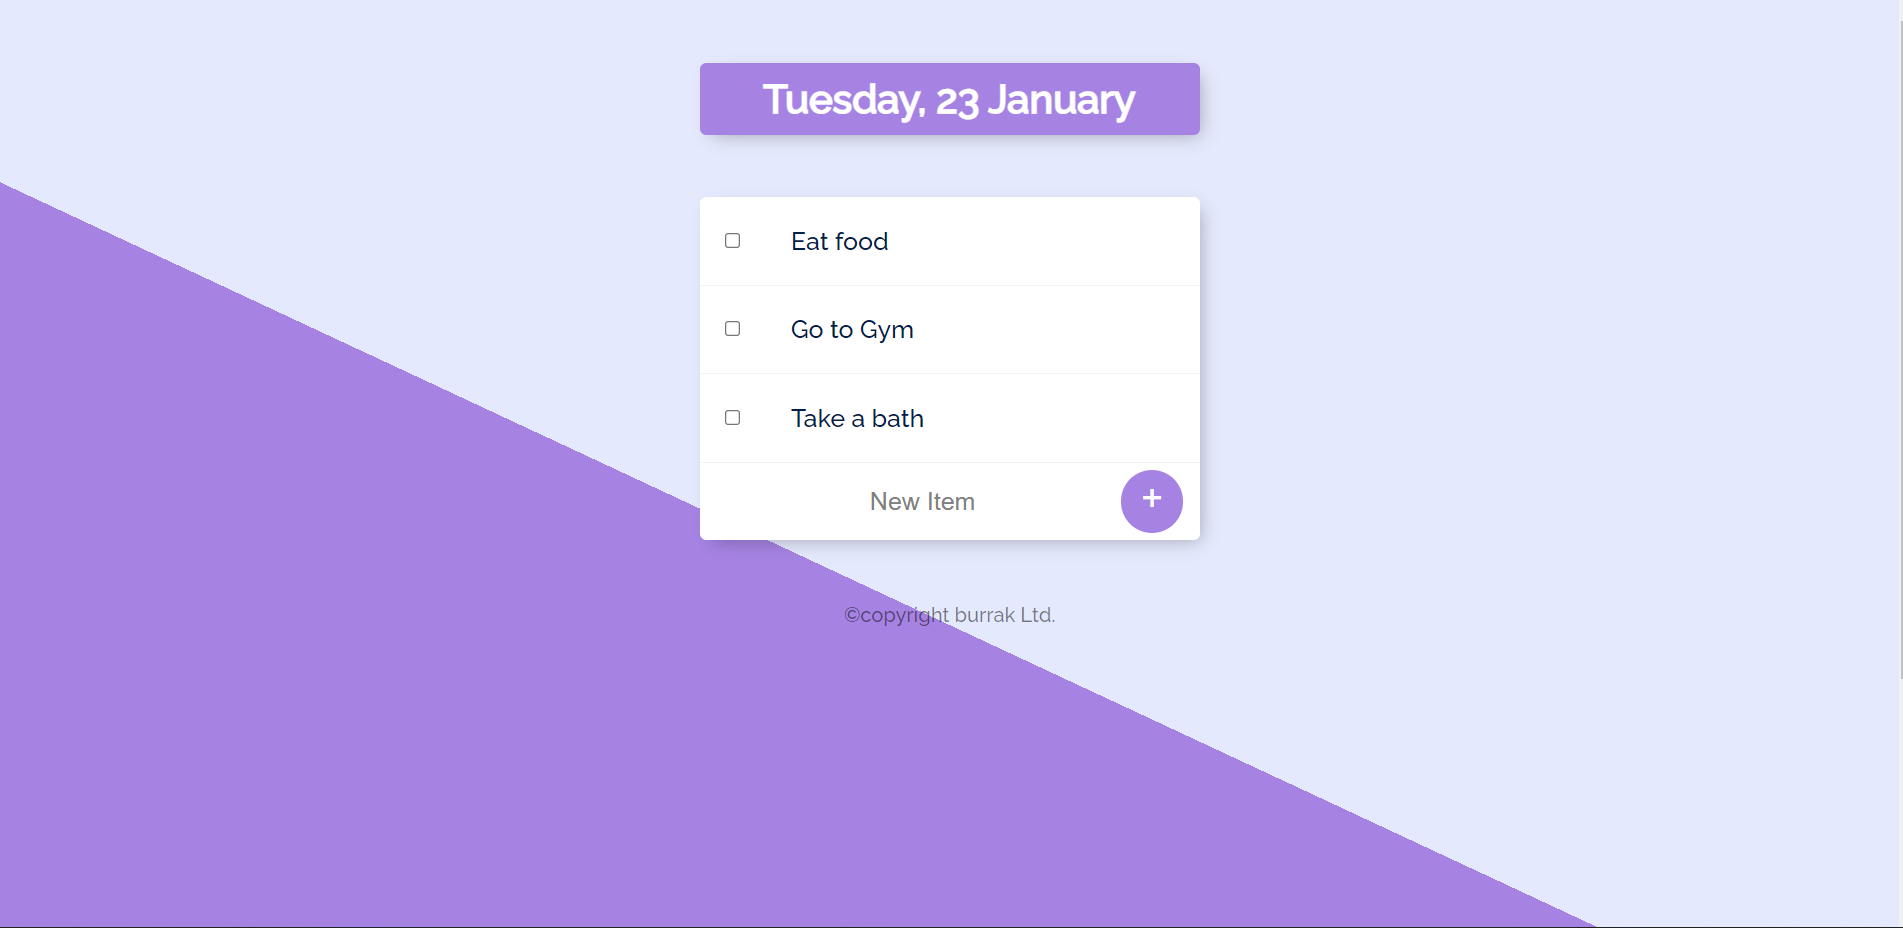 Tuesday, 23 January
Eat food
Go to Gym
Take a bath
New Item
+
©copyright burrak Ltd.